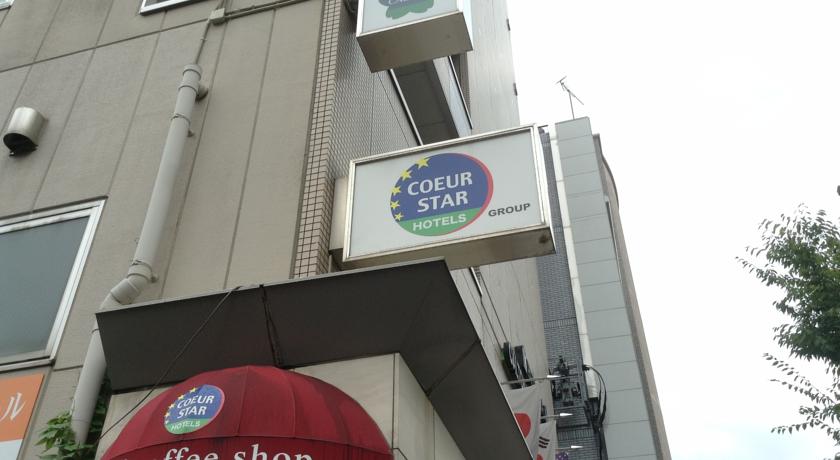 COEUR
STAR
HOTELS
GROUP
COEUR
STAR
HOTELS
ル
ffee shop